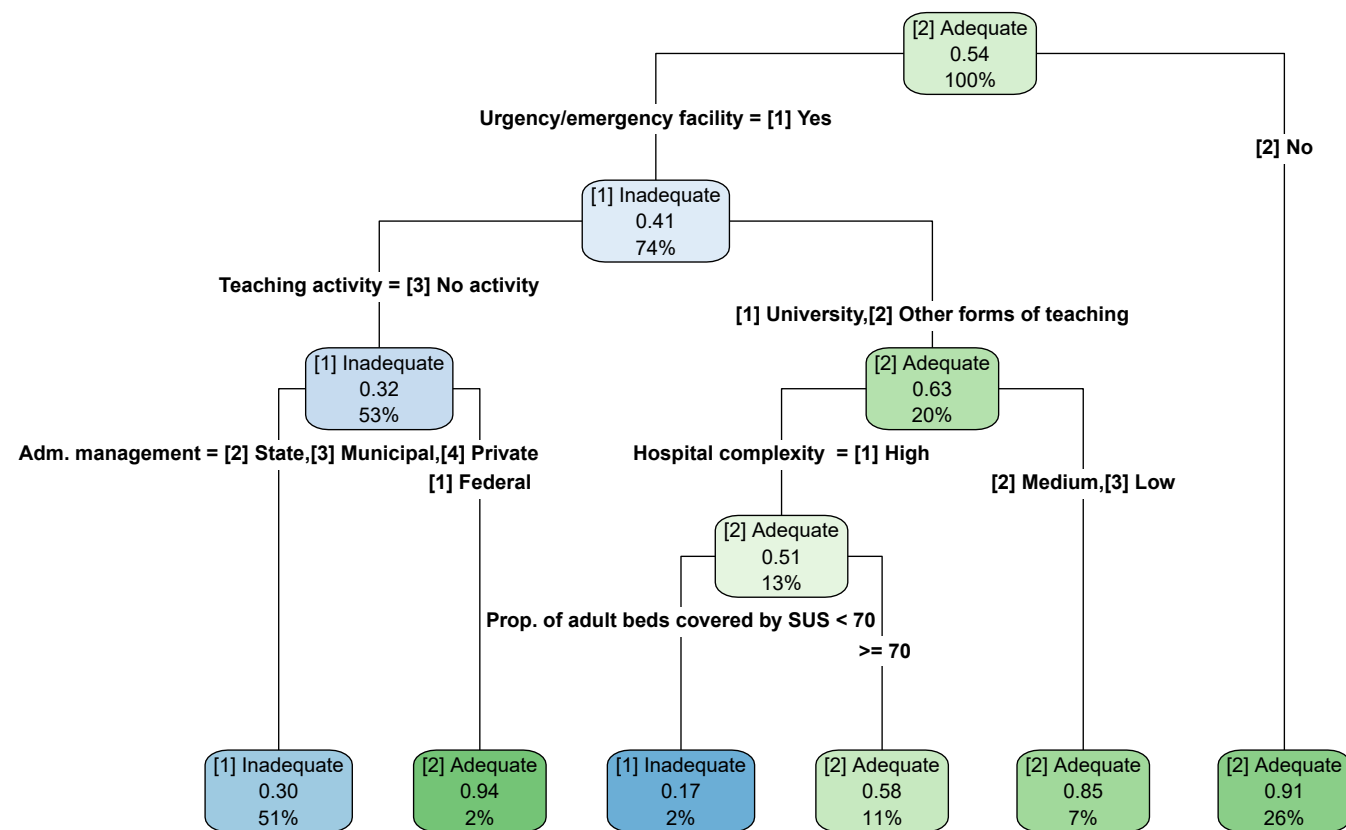 [2] Adequate
0.54
100%
Urgency/emergency facility = [1] Yes
[2] No
[1] Inadequate
0.41
74%
Teaching activity = [3] No activity
[1] University,[2] Other forms of teaching
[1] Inadequate
0.32
53%
[2] Adequate
0.63
20%
Adm. management = [2] State,[3] Municipal,[4] Private
[1] Federal
Hospital complexity  = [1] High
[2] Medium,[3] Low
[2] Adequate
0.51
13%
Prop. of adult beds covered by SUS < 70
>= 70
[1] Inadequate
0.30
51%
[2] Adequate
0.94
2%
[1] Inadequate
0.17
2%
[2] Adequate
0.58
11%
[2] Adequate
0.85
7%
[2] Adequate
0.91
26%